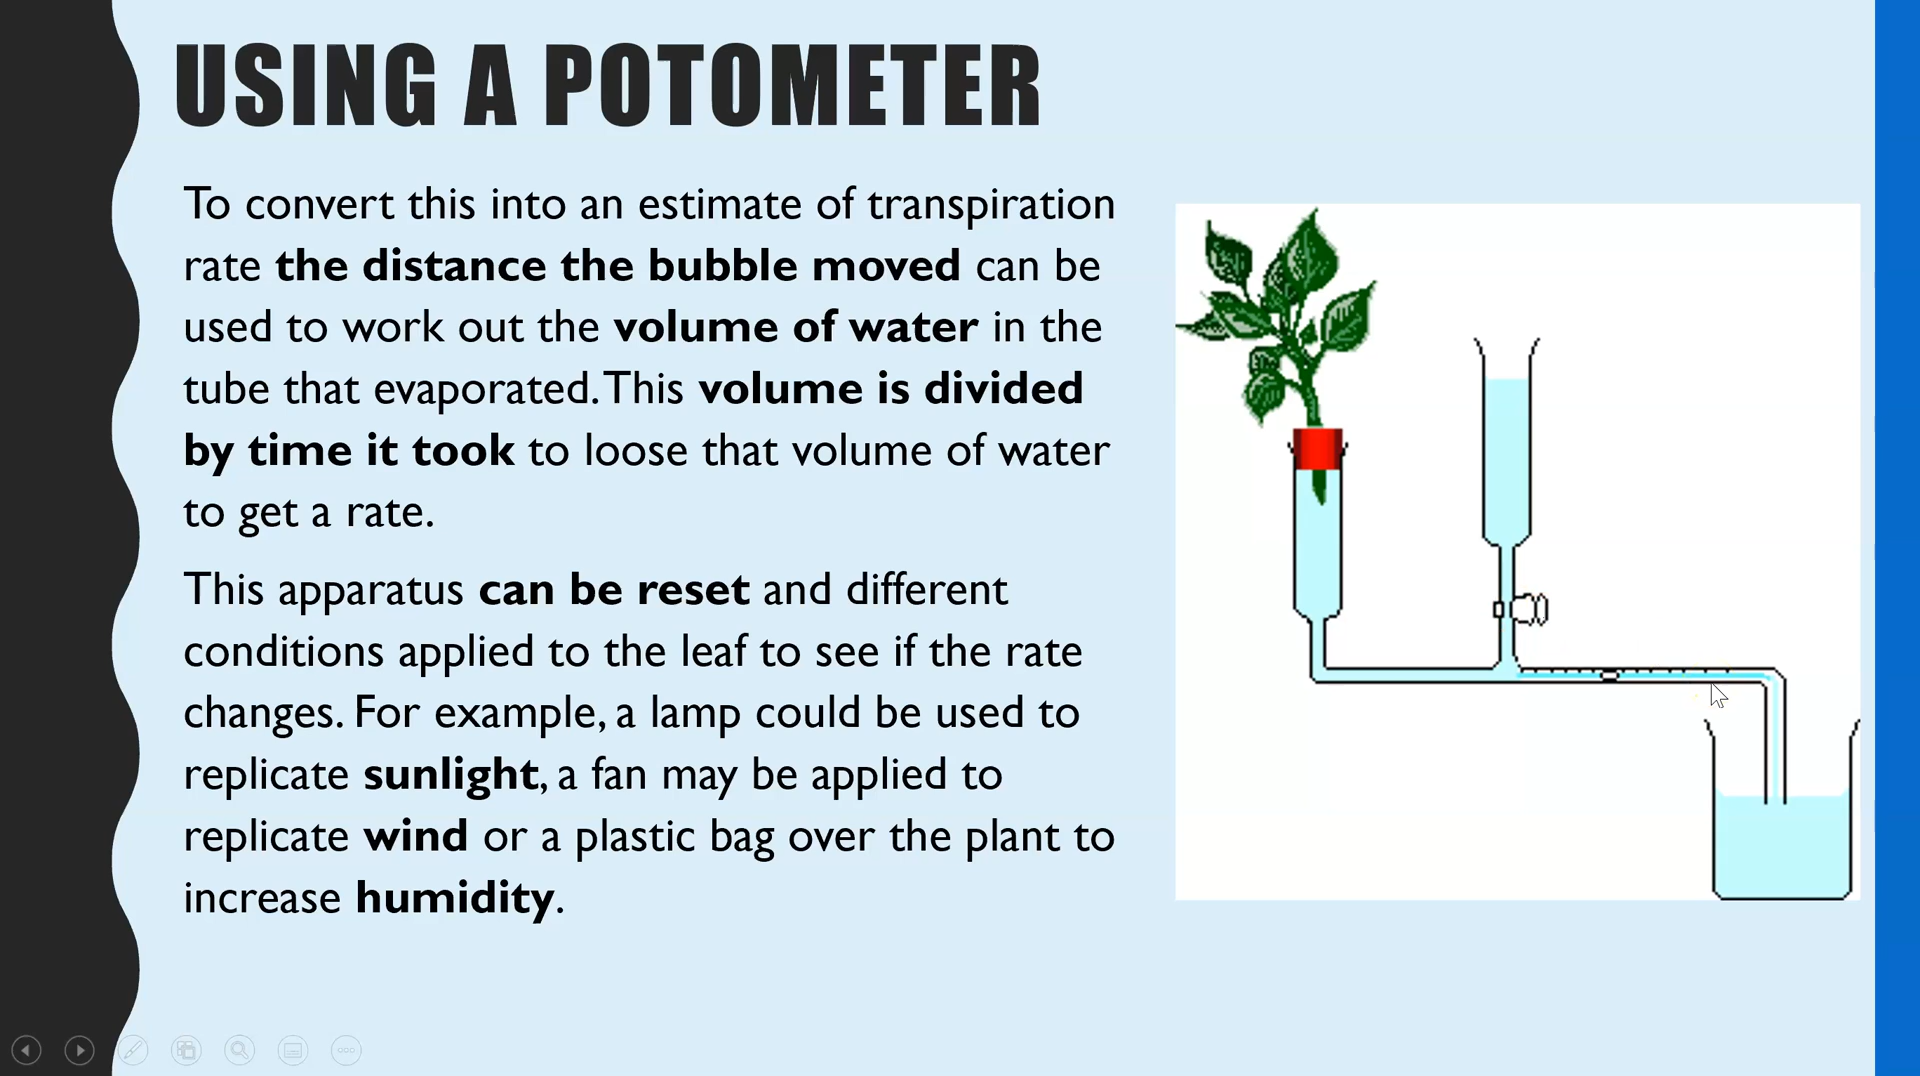 USING A POTOMETER
To convert this into an estimate of transpiration
rate the distance the bubble moved can be
used to work out the volume of water in the
tube that evaporated. This volume is divided
by time it took to loose that volume of water
to get a rate.
This apparatus can be reset and different
conditions applied to the leaf to see if the rate
changes. For example, a lamp could be used to
replicate sunlight, a fan may be applied to
replicate wind or a plastic bag over the plant to
increase humidity.